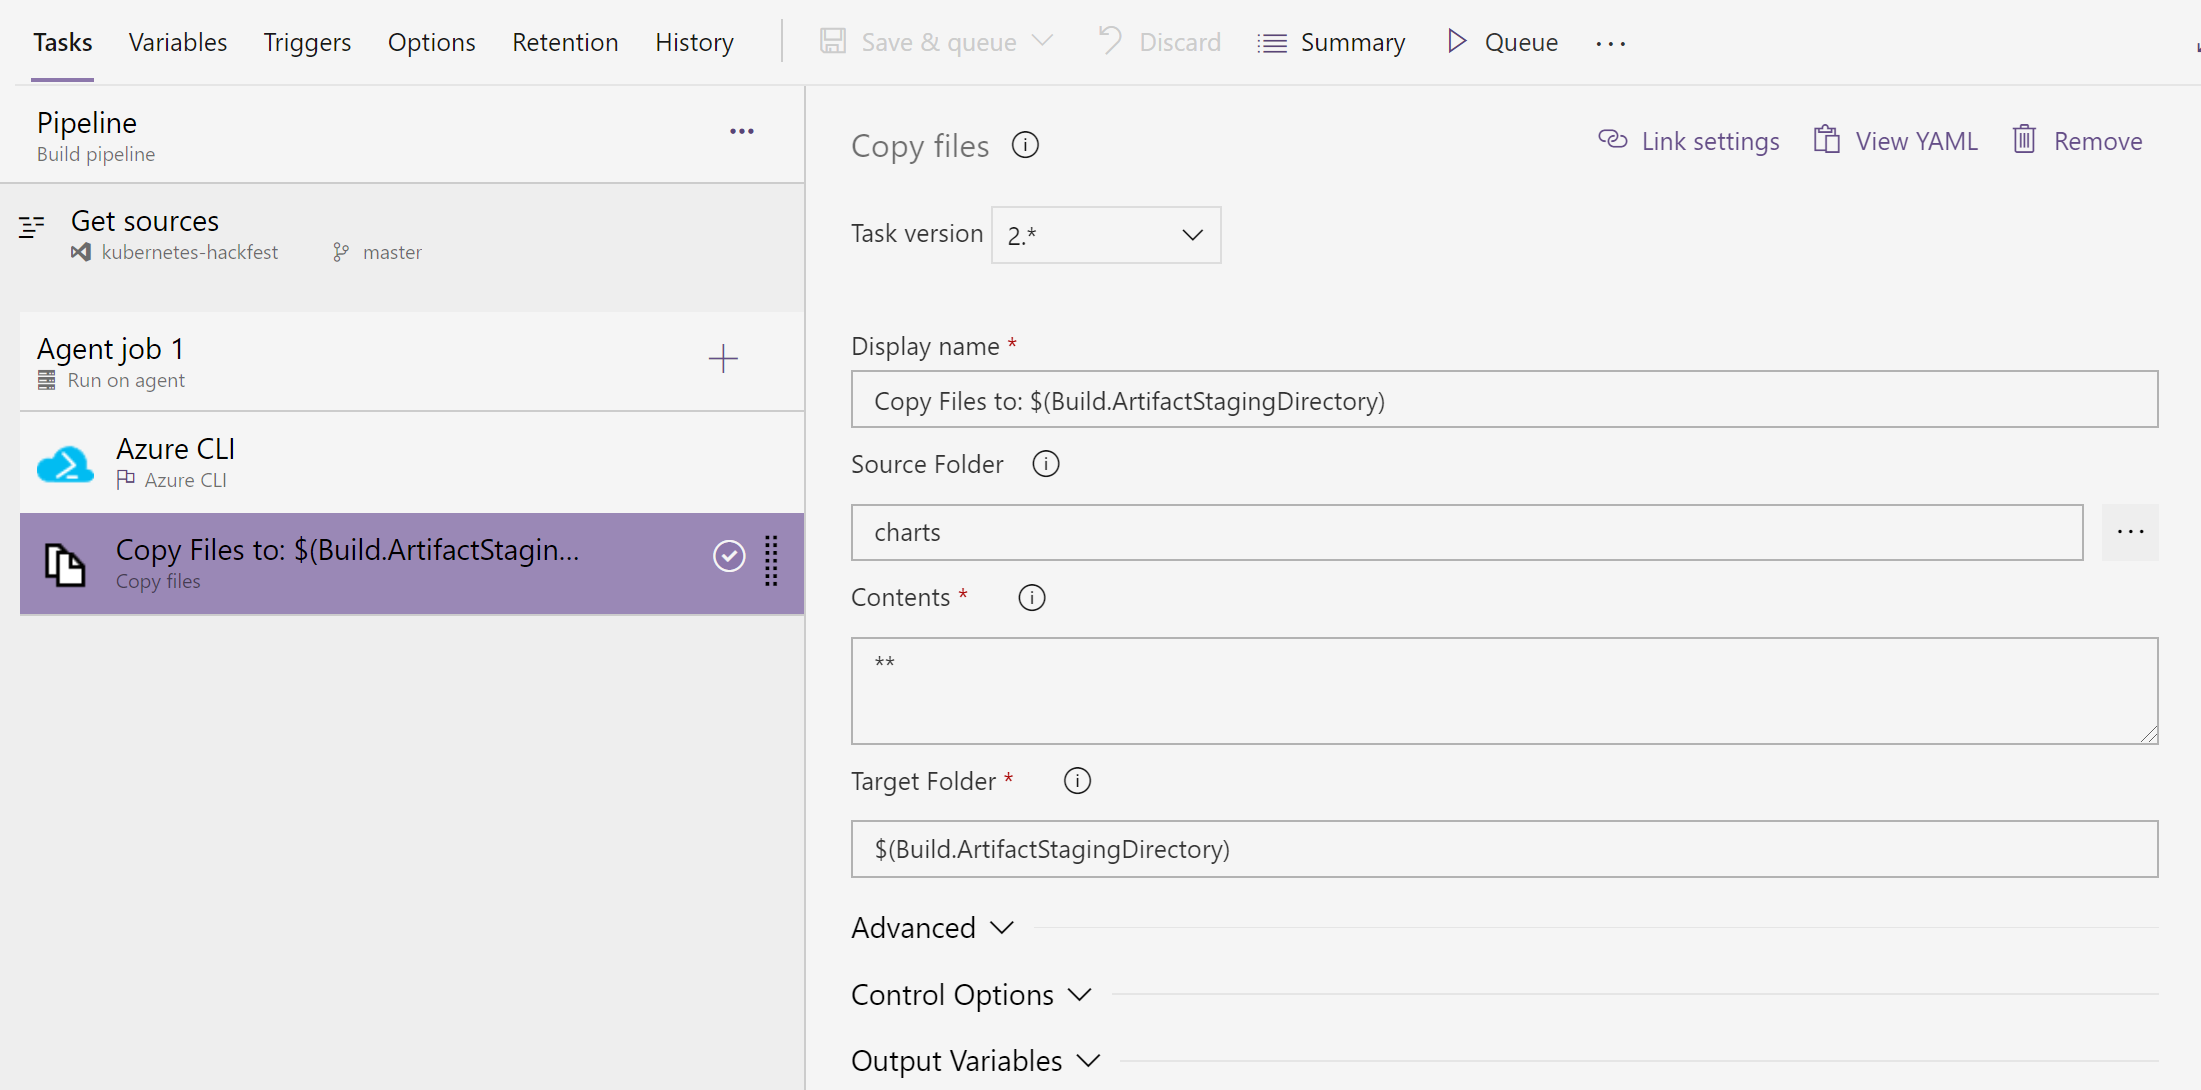 Tasks Variables Triggers Options Retention History Save & queue Discard Summary Queue ...
Pipeline ...
Build pipeline
Get sources
kubernetes-hackfest master
Agent job 1
Run on agent
Azure CLI
Azure CLI
Copy Files to: $(Build.ArtifactStagin...
Copy files
Copy files Link settings View YAML Remove
Task version 2.*
Display name *
Copy Files to: $(Build.ArtifactStagingDirectory)
Source Folder
charts ...
Contents *
**
Target Folder *
$(Build.ArtifactStagingDirectory)
Advanced
Control Options
Output Variables